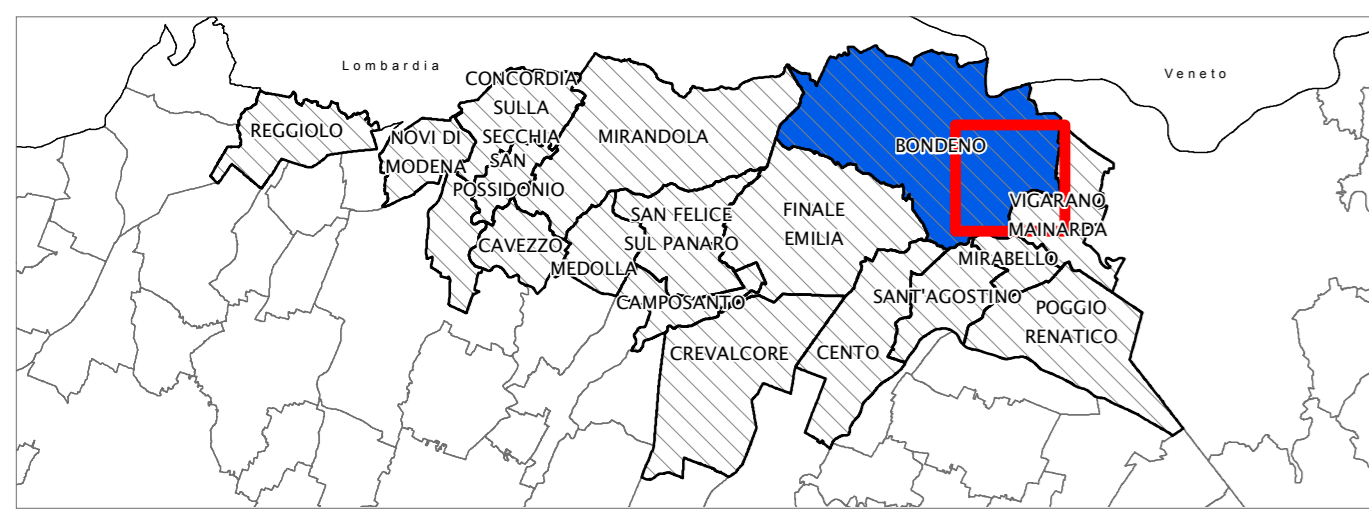 Lombardia
Veneto
CONCORDIA
SULLA
SECCHIA
REGGIOLO
NOVI DI
MODENA
MIRANDOLA
BONDENO
SAN
POSSIDONIO
VIGARANO
MAINARDA
SAN FELICE
SUL PANARO
FINALE
EMILIA
CAVEZZO
MEDOLLA
MIRABELLO
CAMPOSANTO
SANT'AGOSTINO
POGGIO
RENATICO
CREVALCORE
CENTO